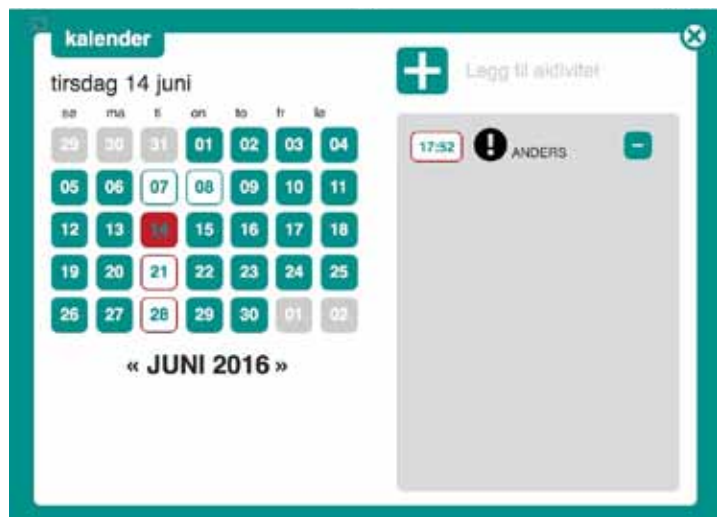 kalender
tirsdag 14 juni
sø ma ti on to fr lø
29 30 31 01 02 03 04
05 06 07 08 09 10 11
12 13 14 15 16 17 18
19 20 21 22 23 24 25
26 27 28 29 30 01 02
« JUNI 2016 »
Legg til aktivitet
17:52 ANDERS